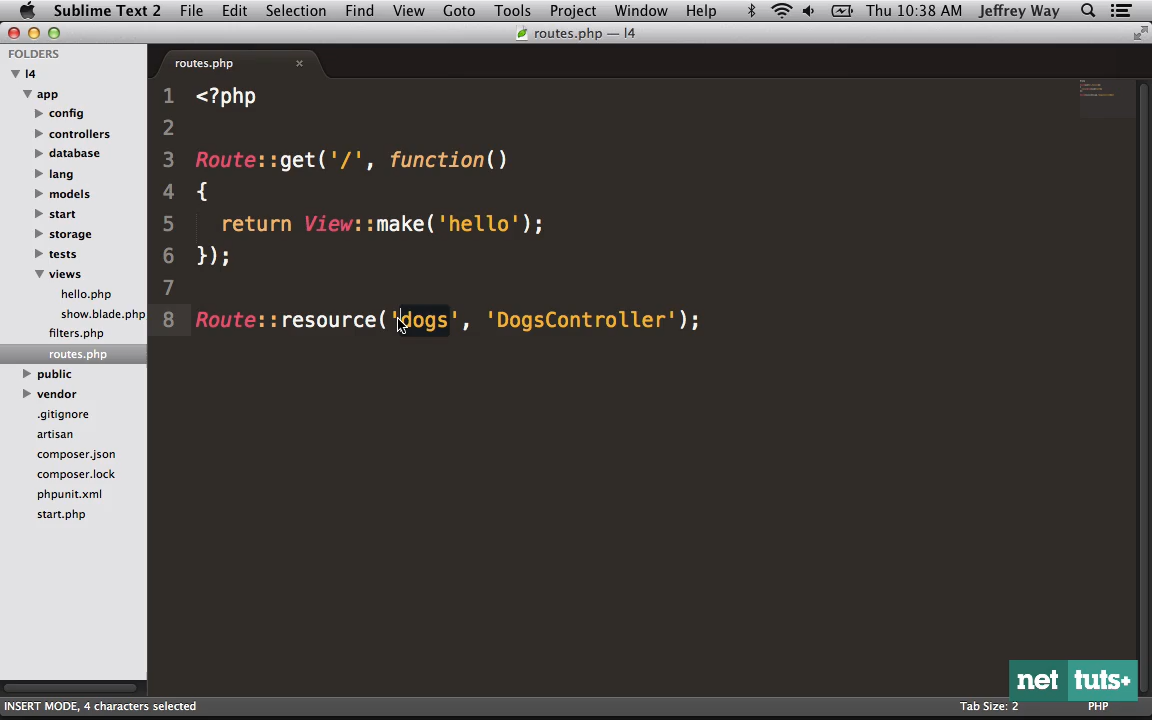 Sublime Text 2 File Edit Selection Find View Goto Tools Project Window Help Thu 10:38 AM Jeffrey Way
routes.php — l4
FOLDERS
l4
app
config
controllers
database
lang
models
start
storage
tests
views
hello.php
show.blade.php
filters.php
routes.php
public
vendor
.gitignore
artisan
composer.json
composer.lock
phpunit.xml
start.php
routes.php ×
1 <?php
2
3 Route::get('/', function()
4 {
5 return View::make('hello');
6 });
7
8 Route::resource('dogs', 'DogsController');
net tuts+
INSERT MODE, 4 characters selected Tab Size: 2 PHP